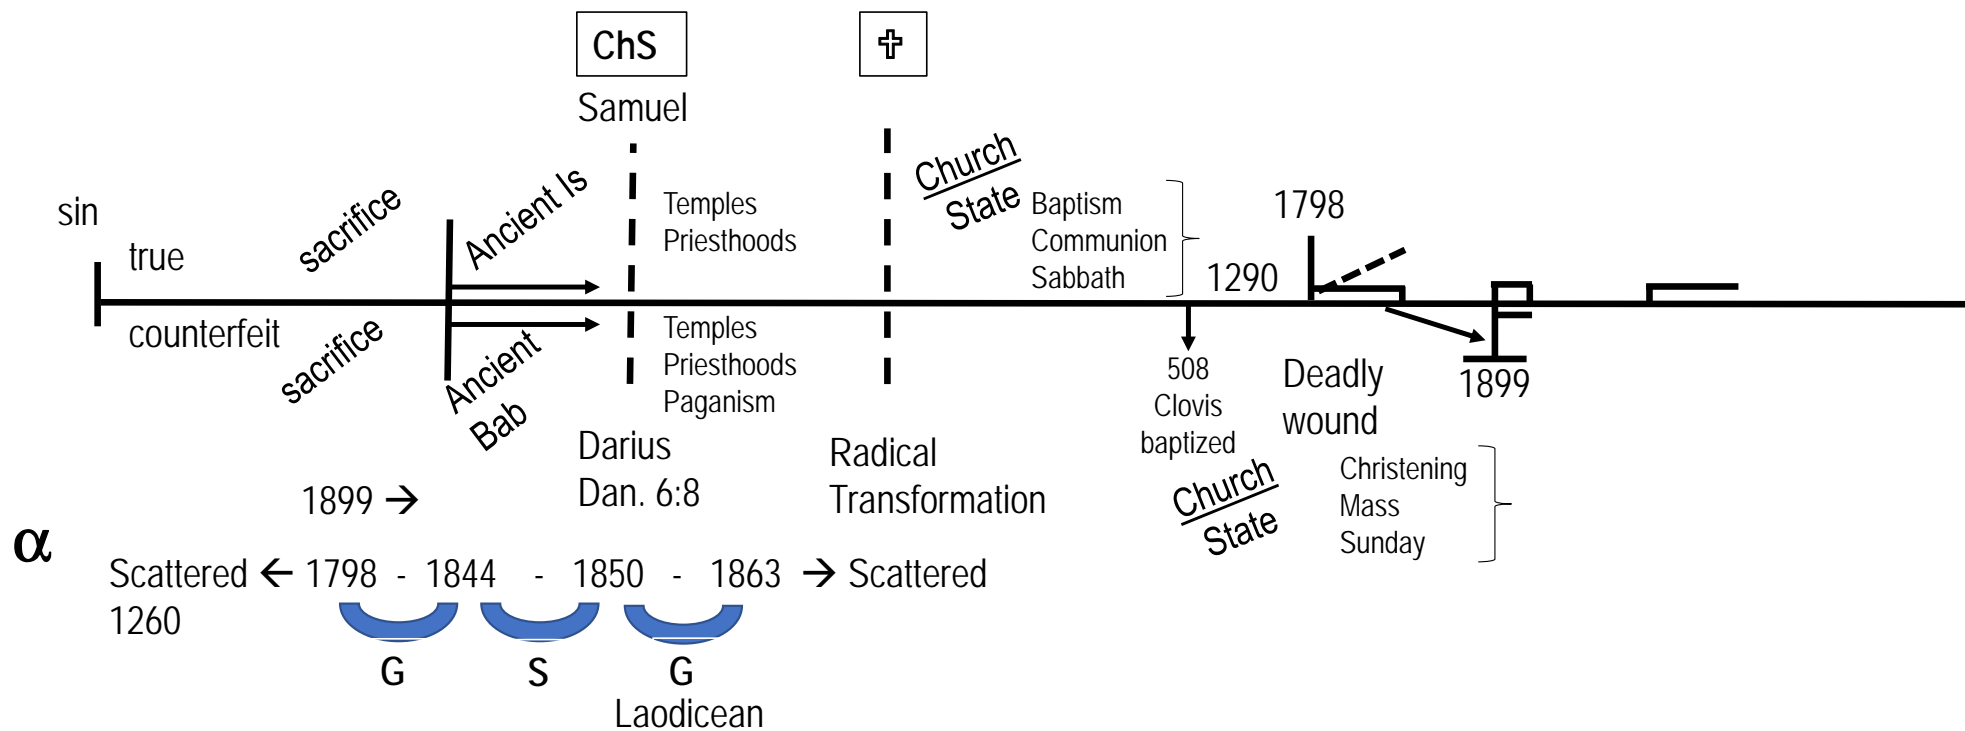 ChS
✞
Samuel
sin
true
sacrifice
Ancient Is
Temples
Priesthoods
Church
State
Baptism
Communion
Sabbath
1290
1798
counterfeit
sacrifice
Ancient
Bab
Temples
Priesthoods
Paganism
508
Clovis
baptized
Deadly
wound
1899
Darius
Dan. 6:8
Radical
Transformation
Church
State
Christening
Mass
Sunday
1899 →
α
Scattered ← 1798 - 1844 - 1850 - 1863 → Scattered
1260
G S G
Laodicean